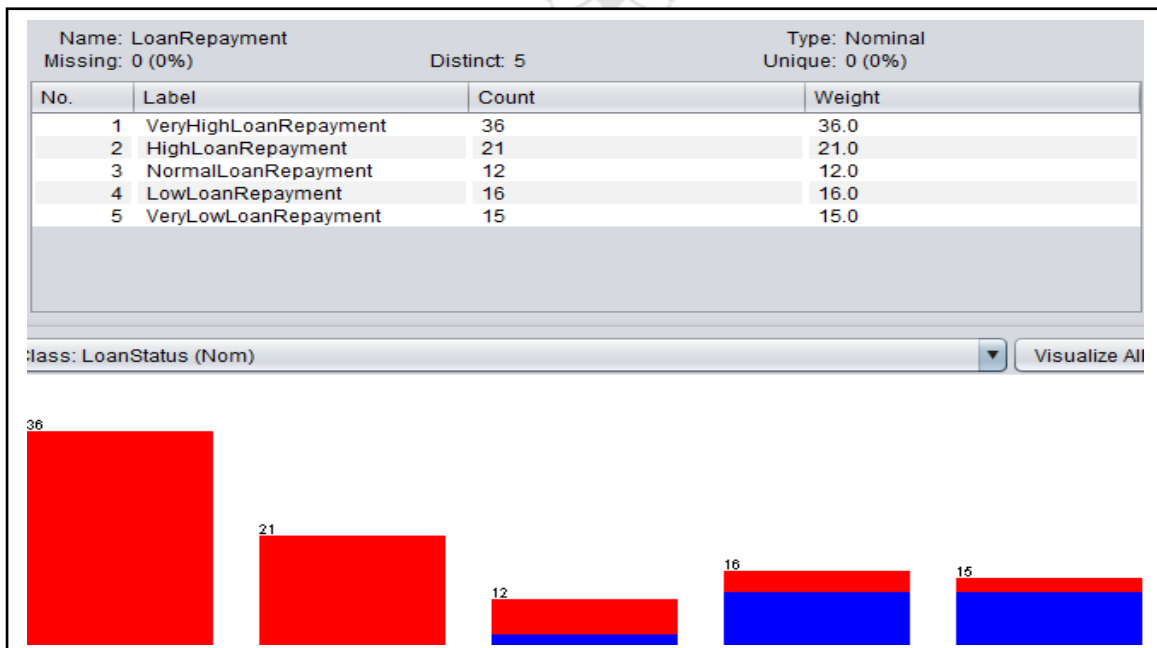 Name: LoanRepayment Type: Nominal
Missing: 0 (0%) Distinct: 5 Unique: 0 (0%)
No. Label Count Weight
1 VeryHighLoanRepayment 36 36.0
2 HighLoanRepayment 21 21.0
3 NormalLoanRepayment 12 12.0
4 LowLoanRepayment 16 16.0
5 VeryLowLoanRepayment 15 15.0
lass: LoanStatus (Nom) Visualize All
36
21
12
16
15